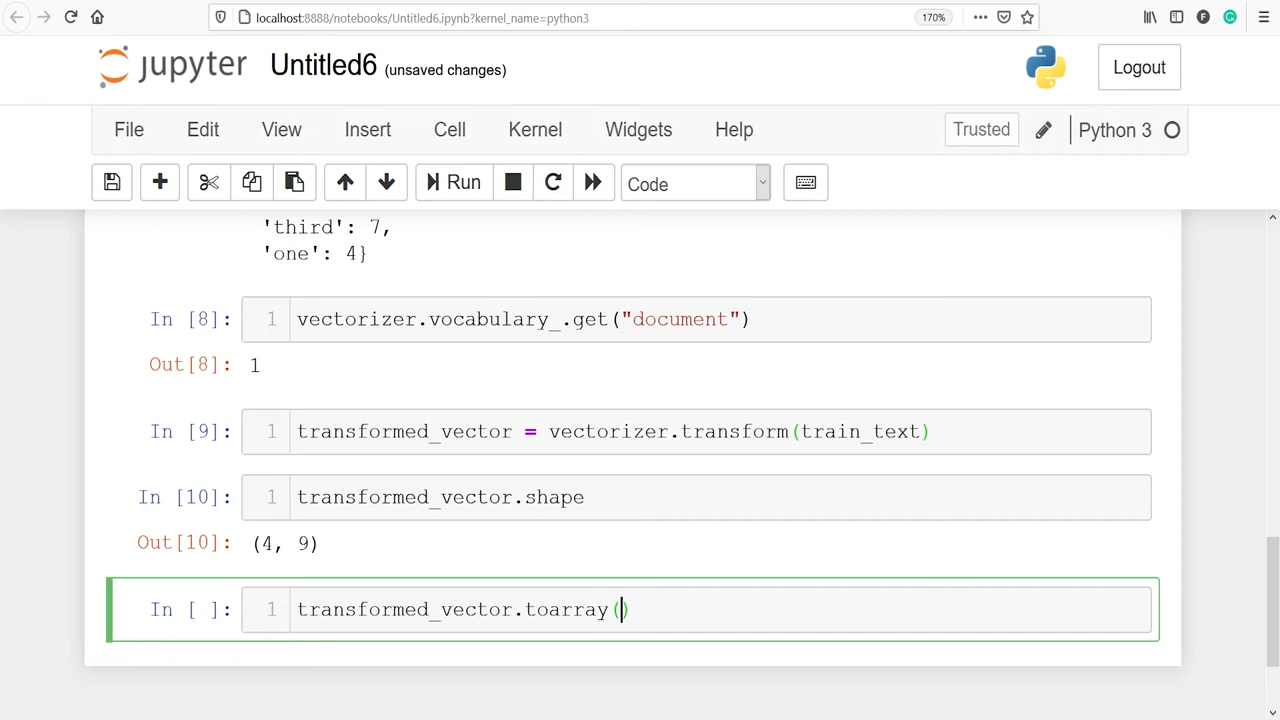 localhost:8888/notebooks/Untitled6.ipynb?kernel_name=python3
170%
jupyter Untitled6 (unsaved changes)
Logout
File Edit View Insert Cell Kernel Widgets Help
Trusted Python 3
Run Code
'third': 7,
'one': 4}
In [8]: 1 vectorizer.vocabulary_.get("document")
Out[8]: 1
In [9]: 1 transformed_vector = vectorizer.transform(train_text)
In [10]: 1 transformed_vector.shape
Out[10]: (4, 9)
In [ ]: 1 transformed_vector.toarray()